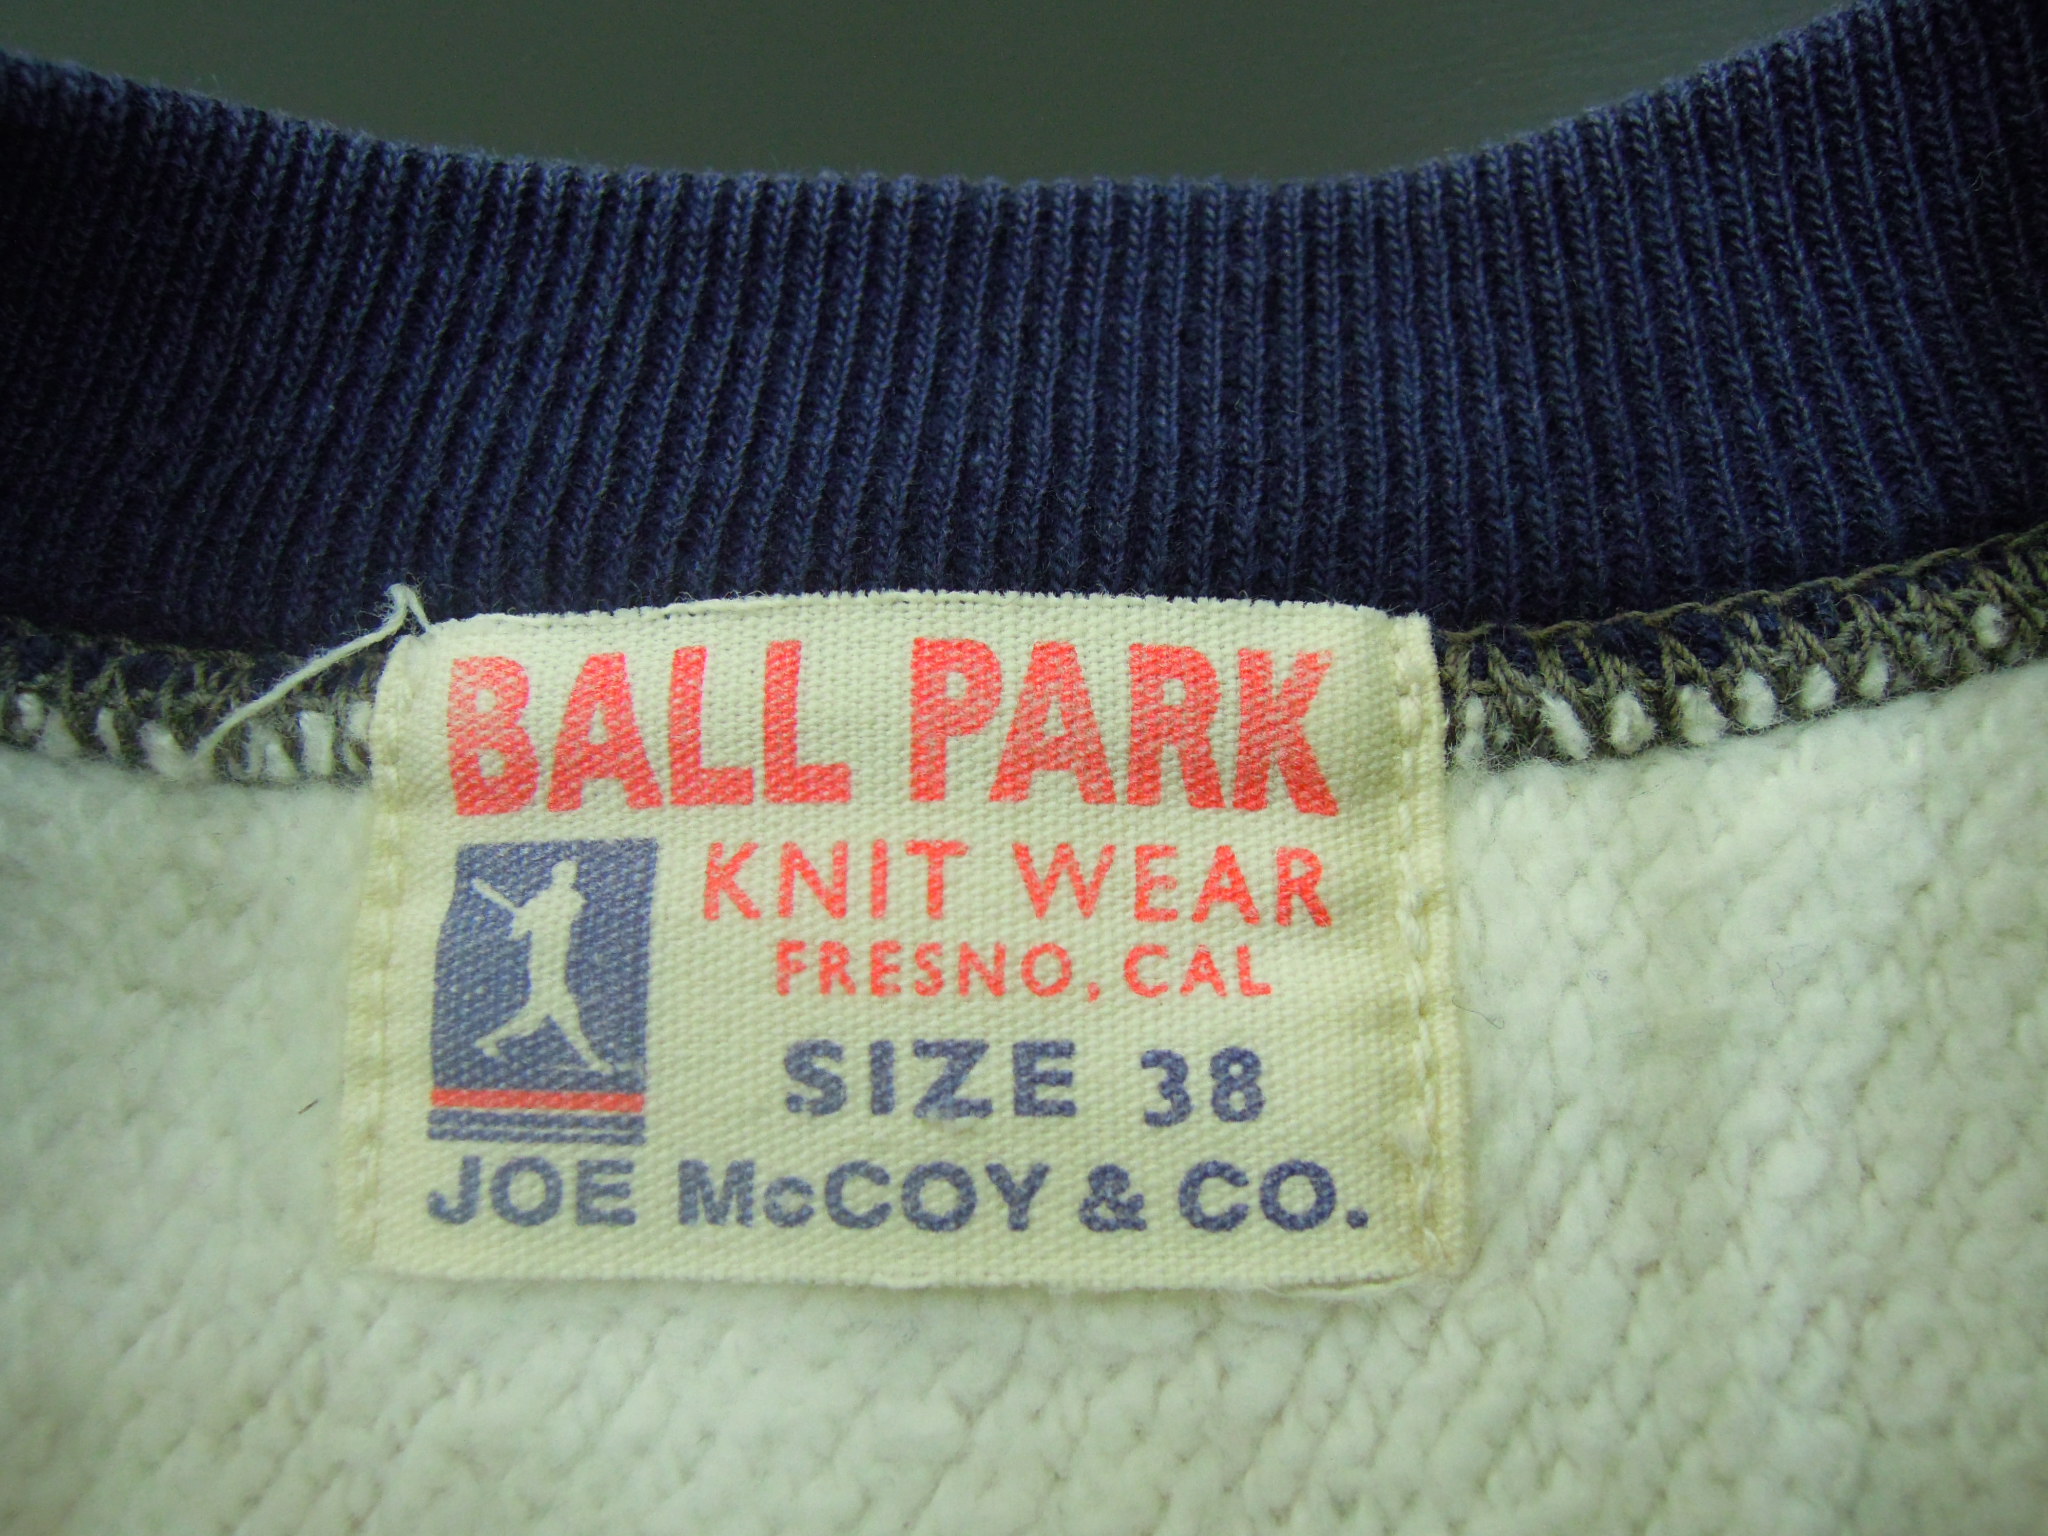 BALL PARK
KNIT WEAR
FRESNO, CAL
SIZE 38
JOE McCOY & CO.